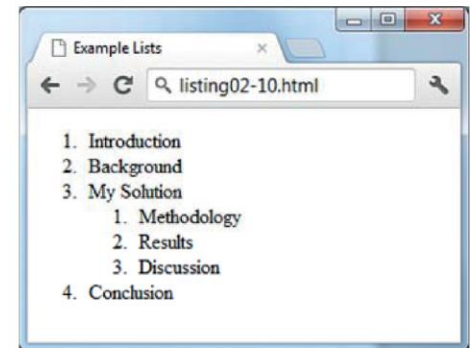 Example Lists
listing02-10.html
1. Introduction
2. Background
3. My Solution
1. Methodology
2. Results
3. Discussion
4. Conclusion